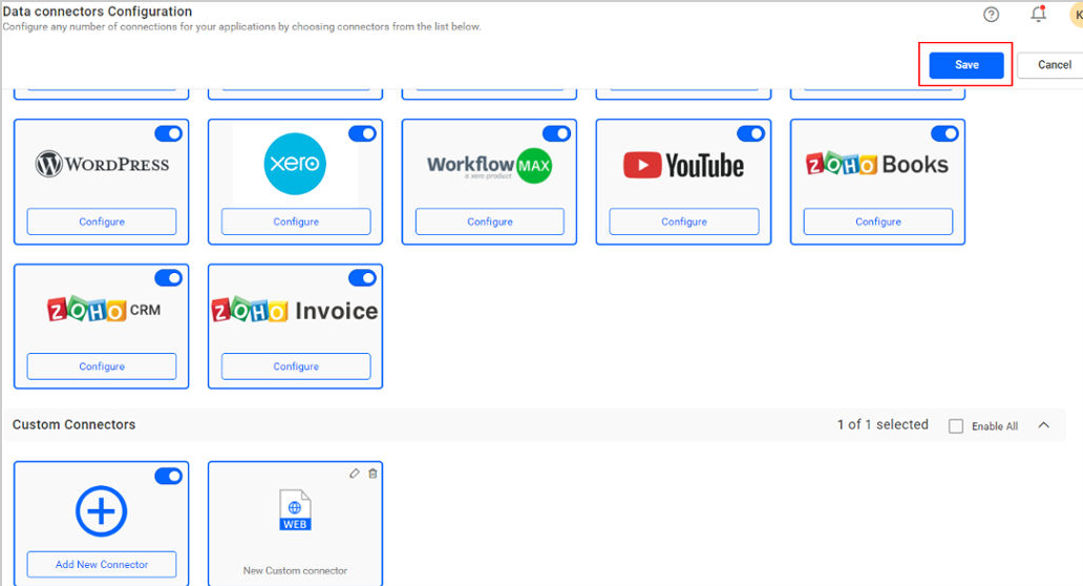 Data connectors Configuration
Configure any number of connections for your applications by choosing connectors from the list below.
K
Save
Cancel
WORDPRESS
xero
WorkflowMAX
a xero product
YouTube
ZOHO Books
Configure
Configure
Configure
Configure
Configure
ZOHO CRM
ZOHO Invoice
Configure
Configure
Custom Connectors
1 of 1 selected
Enable All
WEB
Add New Connector
New Custom connector